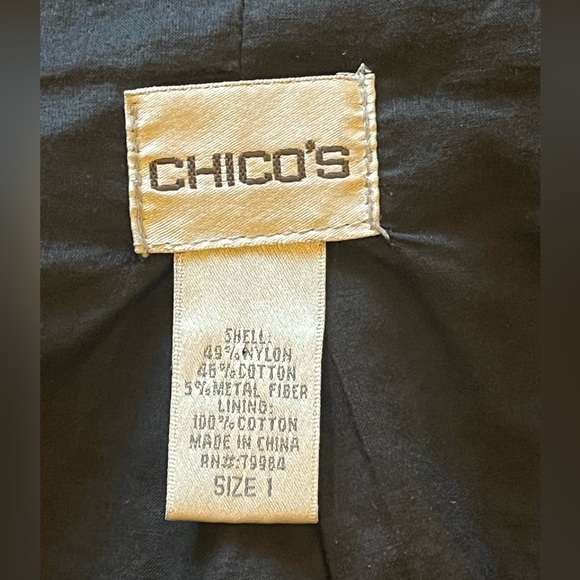 CHICO'S
SHELL:
49% NYLON
46% COTTON
5% METAL FIBER
LINING:
100% COTTON
MADE IN CHINA
RN#:79984
SIZE 1